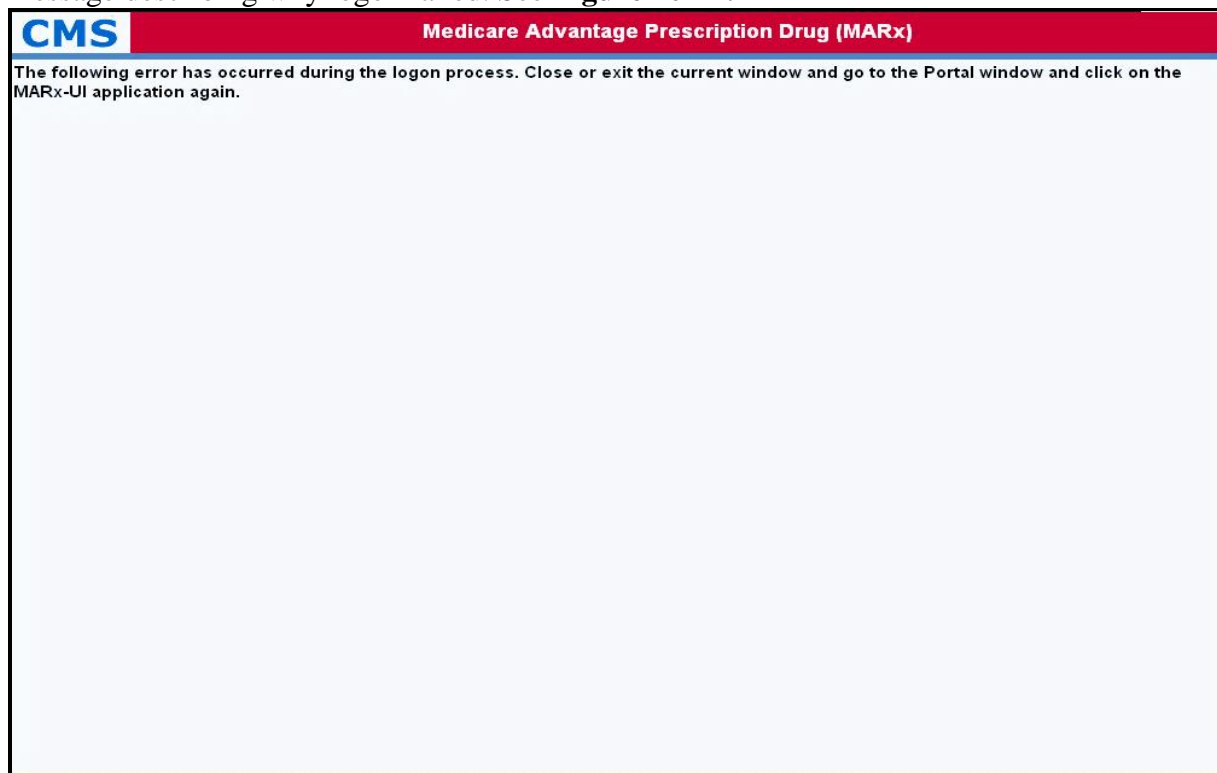 CMS
Medicare Advantage Prescription Drug (MARx)
The following error has occurred during the logon process. Close or exit the current window and go to the Portal window and click on the
MARx-UI application again.